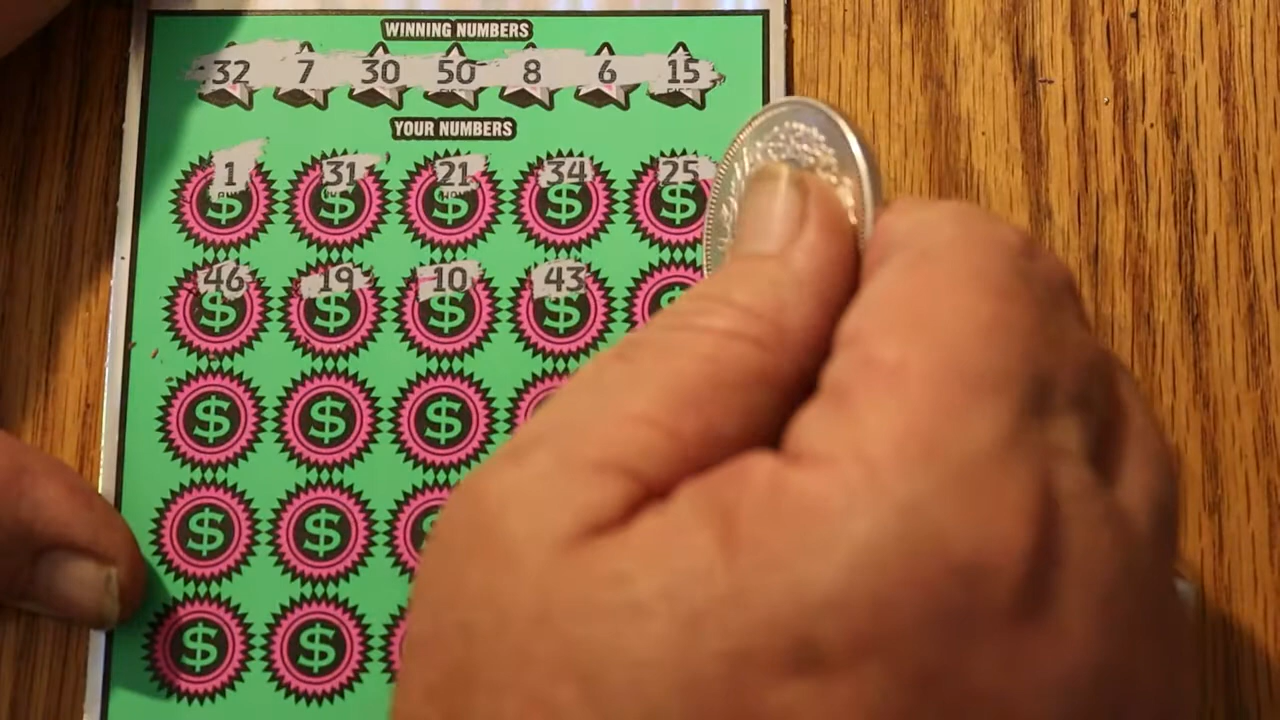 WINNING NUMBERS
32 7 30 50 8 6 15
YOUR NUMBERS
1 31 21 34 25
$ $ $ $ $
46 19 10 43
$ $ $ $
$ $ $
$ $
$ $